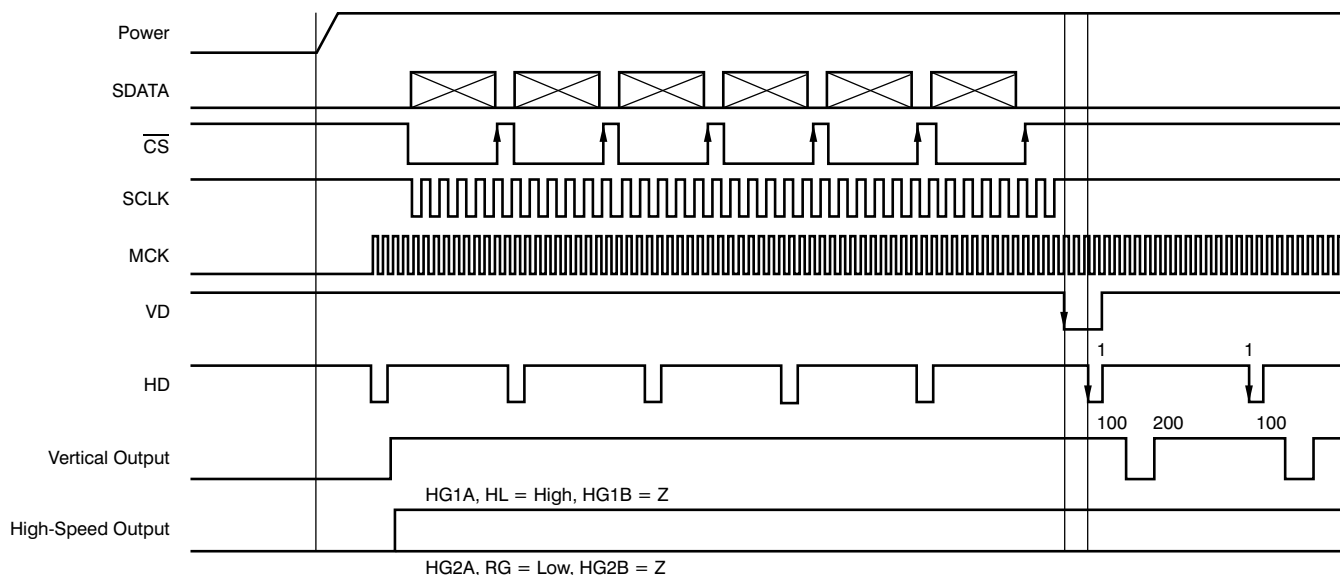 Power
SDATA
C̅S̅
SCLK
MCK
VD
1 1
HD
100 200 100
Vertical Output
HG1A, HL = High, HG1B = Z
High-Speed Output
HG2A, RG = Low, HG2B = Z